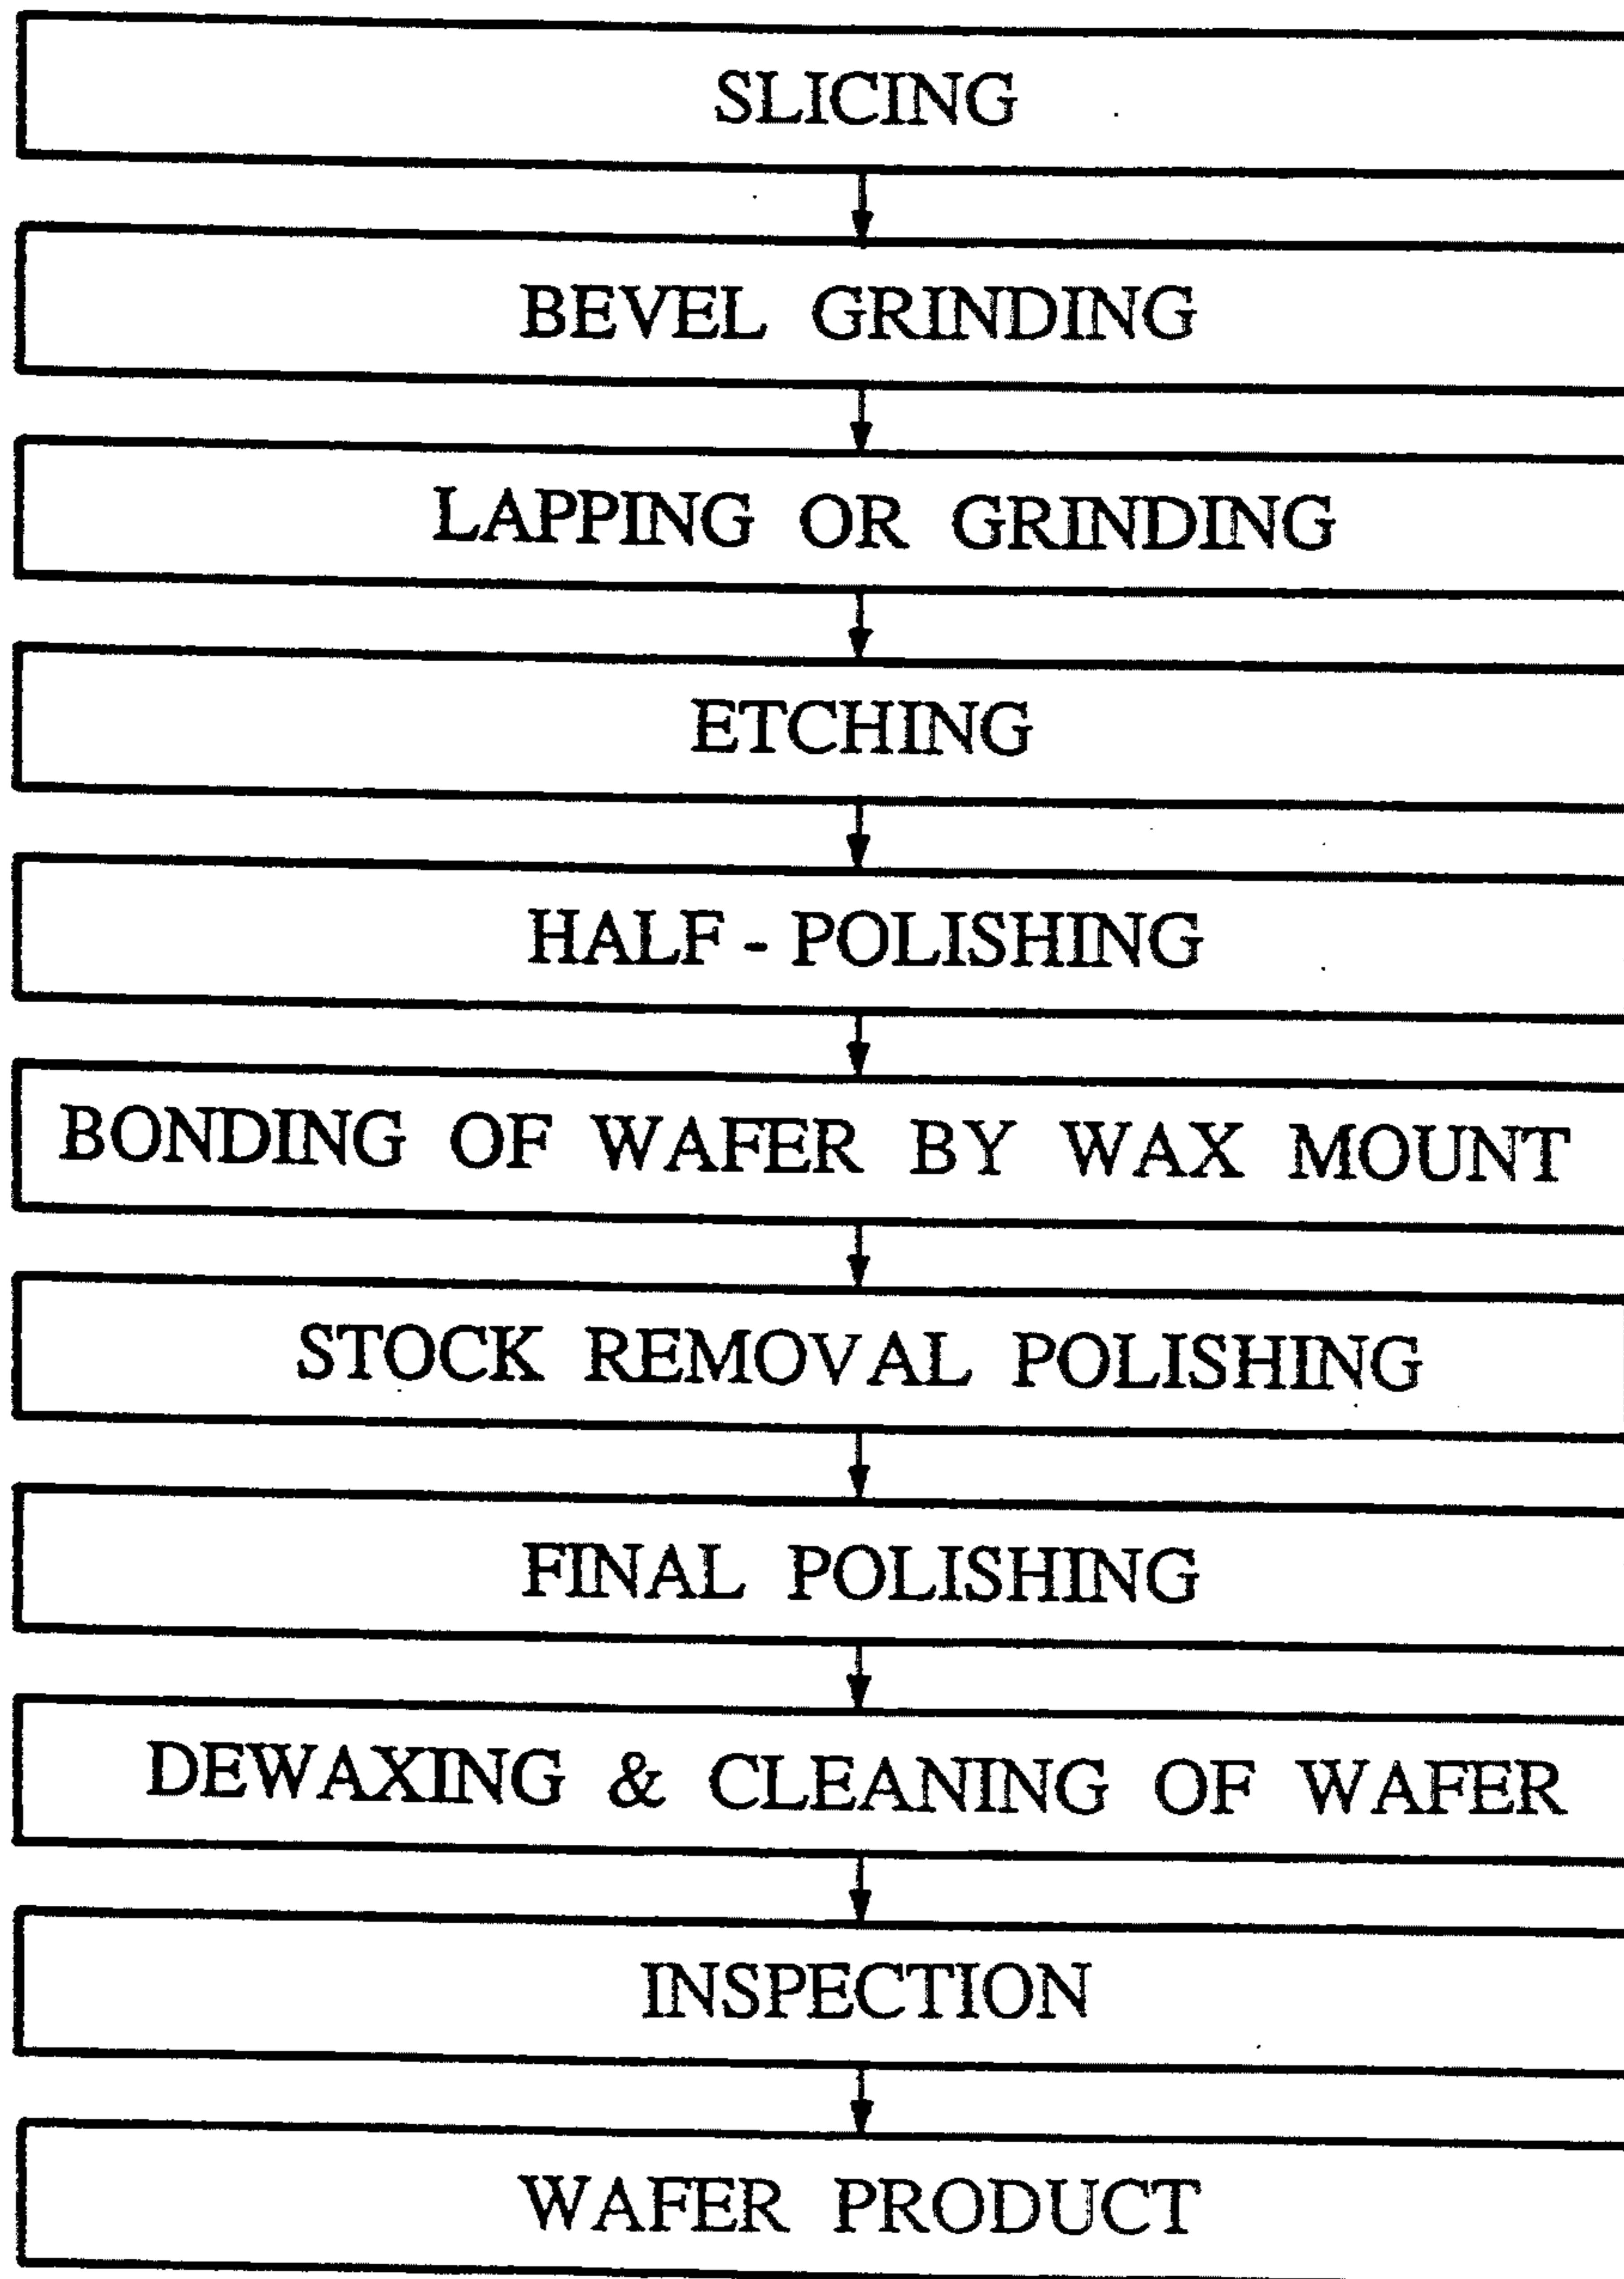 SLICING
BEVEL GRINDING
LAPPING OR GRINDING
ETCHING
HALF - POLISHING
BONDING OF WAFER BY WAX MOUNT
STOCK REMOVAL POLISHING
FINAL POLISHING
DEWAXING & CLEANING OF WAFER
INSPECTION
WAFER PRODUCT